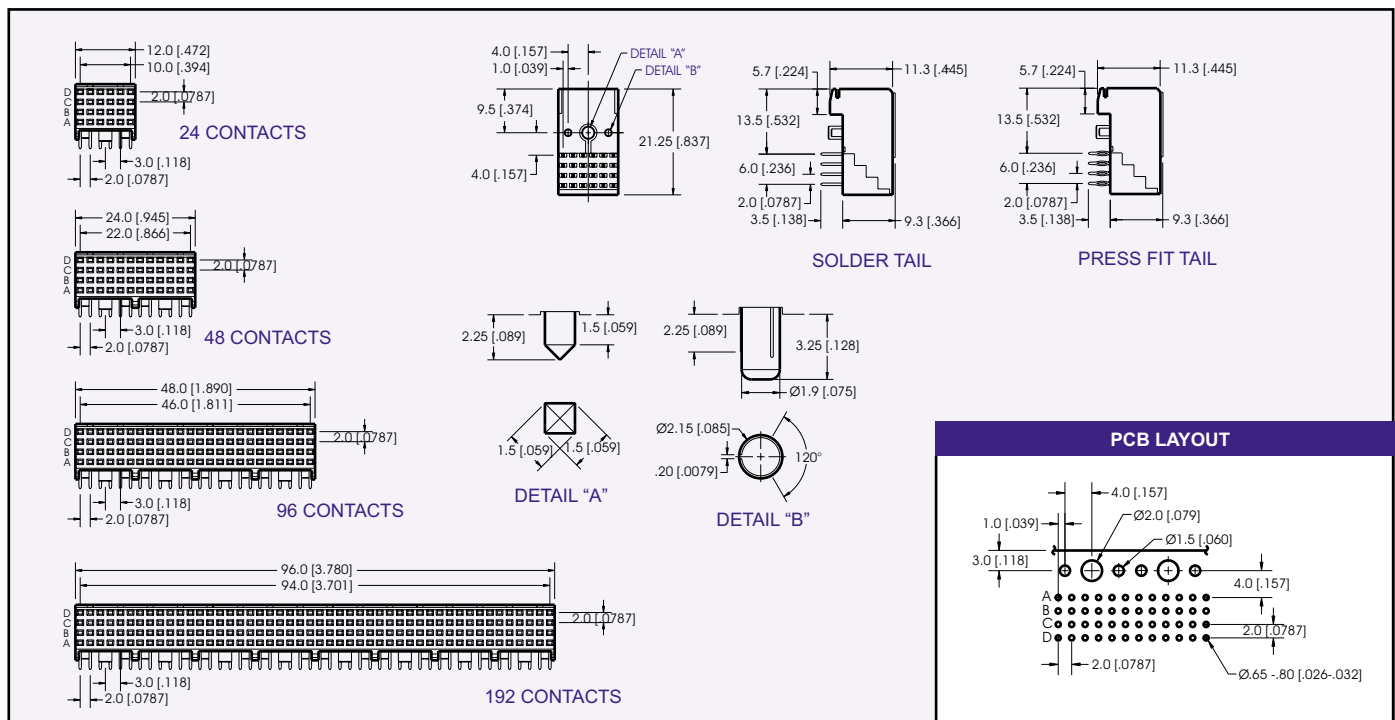 12.0 [.472]
10.0 [.394]
D
C
B
A
2.0 [.0787]
24 CONTACTS
3.0 [.118]
2.0 [.0787]
24.0 [.945]
22.0 [.866]
D
C
B
A
2.0 [.0787]
48 CONTACTS
3.0 [.118]
2.0 [.0787]
48.0 [1.890]
46.0 [1.811]
D
C
B
A
2.0 [.0787]
96 CONTACTS
3.0 [.118]
2.0 [.0787]
96.0 [3.780]
94.0 [3.701]
D
C
B
A
2.0 [.0787]
192 CONTACTS
3.0 [.118]
2.0 [.0787]
4.0 [.157]
1.0 [.039]
DETAIL “A”
DETAIL “B”
9.5 [.374]
21.25 [.837]
4.0 [.157]
5.7 [.224]
11.3 [.445]
13.5 [.532]
6.0 [.236]
2.0 [.0787]
3.5 [.138]
9.3 [.366]
SOLDER TAIL
5.7 [.224]
11.3 [.445]
13.5 [.532]
6.0 [.236]
2.0 [.0787]
3.5 [.138]
9.3 [.366]
PRESS FIT TAIL
2.25 [.089]
1.5 [.059]
1.5 [.059]
1.5 [.059]
DETAIL “A”
2.25 [.089]
3.25 [.128]
Ø1.9 [.075]
Ø2.15 [.085]
.20 [.0079]
120°
DETAIL “B”
PCB LAYOUT
4.0 [.157]
1.0 [.039]
Ø2.0 [.079]
Ø1.5 [.060]
3.0 [.118]
4.0 [.157]
A
B
C
D
2.0 [.0787]
2.0 [.0787]
Ø.65 -.80 [.026-.032]